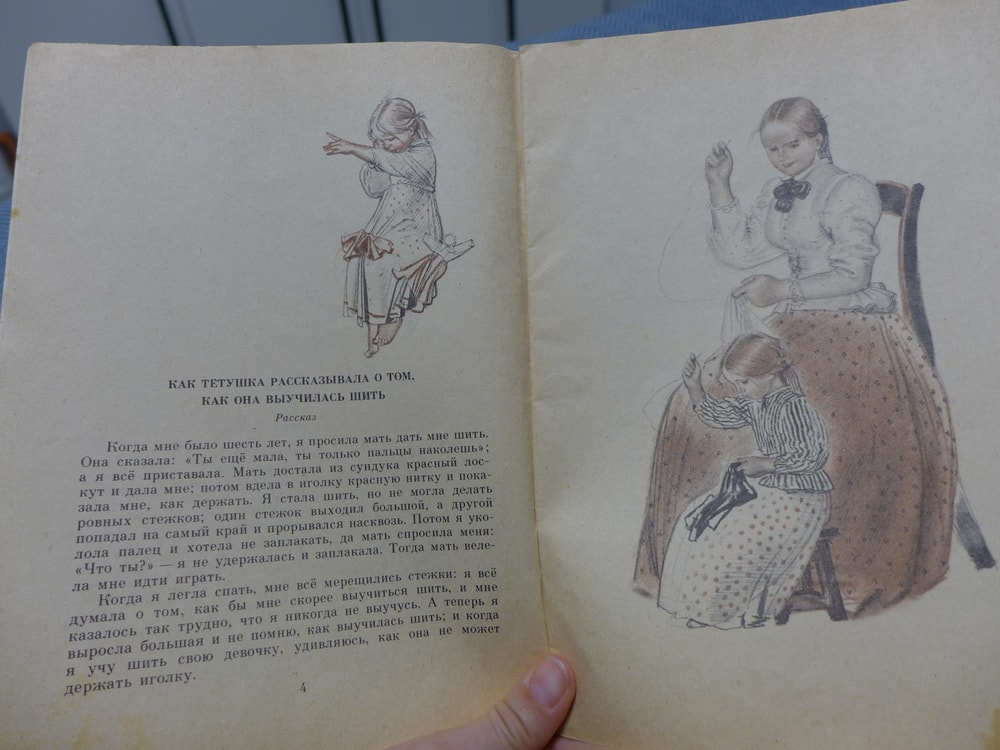 КАК ТЕТУШКА РАССКАЗЫВАЛА О ТОМ,
КАК ОНА ВЫУЧИЛАСЬ ШИТЬ
Рассказ
Когда мне было шесть лет, я просила мать дать мне шить.
Она сказала: «Ты ещё мала, ты только пальцы наколешь»;
а я всё приставала. Мать достала из сундука красный лос-
кут и дала мне; потом вдела в иголку красную нитку и пока-
зала мне, как держать. Я стала шить, но не могла делать
ровных стежков; один стежок выходил большой, а другой
попадал на самый край и прорывался насквозь. Потом я уко-
лола палец и хотела не заплакать, да мать спросила меня:
«Что ты?» — я не удержалась и заплакала. Тогда мать веле-
ла мне идти играть.
Когда я легла спать, мне всё мерещились стежки: я всё
думала о том, как бы мне скорее выучиться шить, и мне
казалось так трудно, что я никогда не выучусь. А теперь я
выросла большая и не помню, как выучилась шить; и когда
я учу шить свою девочку, удивляюсь, как она не может
держать иголку.
4